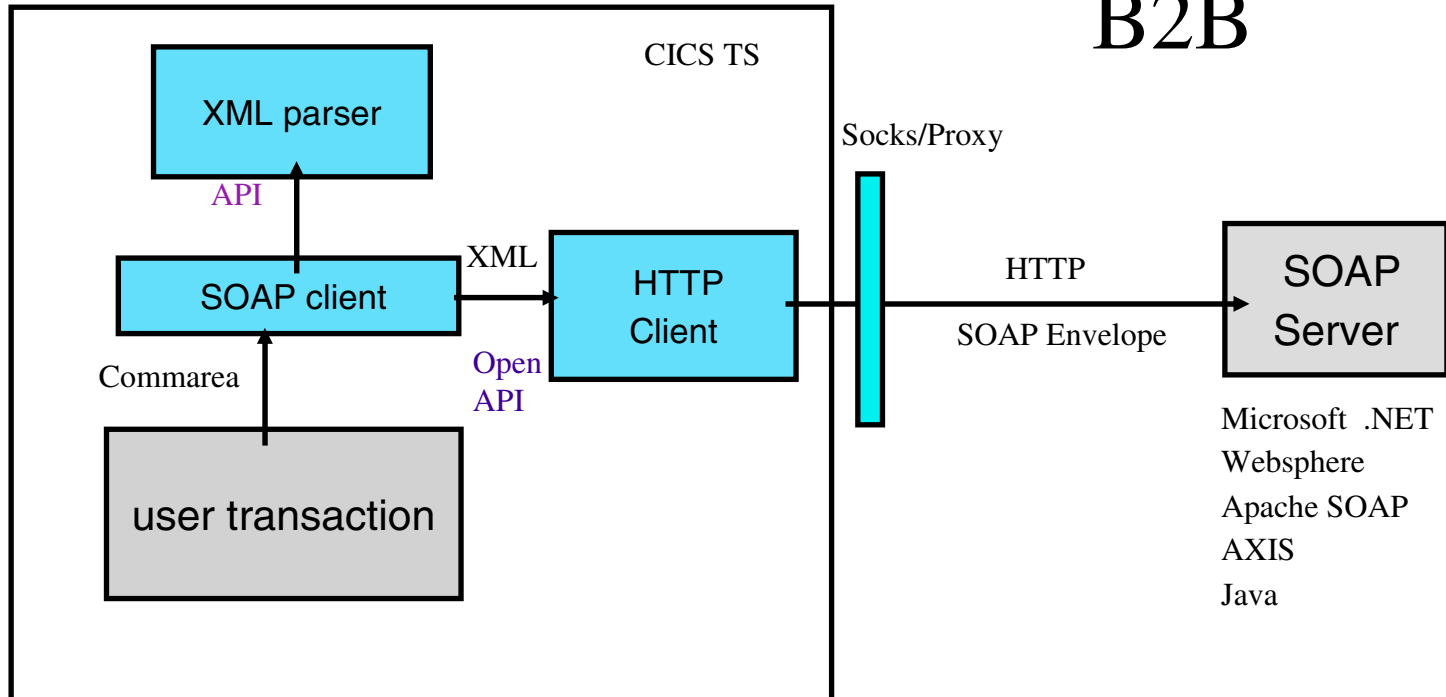 B2B
CICS TS
XML parser
Socks/Proxy
API
XML
HTTP
Client
HTTP
SOAP
Server
SOAP client
SOAP Envelope
Commarea
Open
API
user transaction
Microsoft .NET
Websphere
Apache SOAP
AXIS
Java